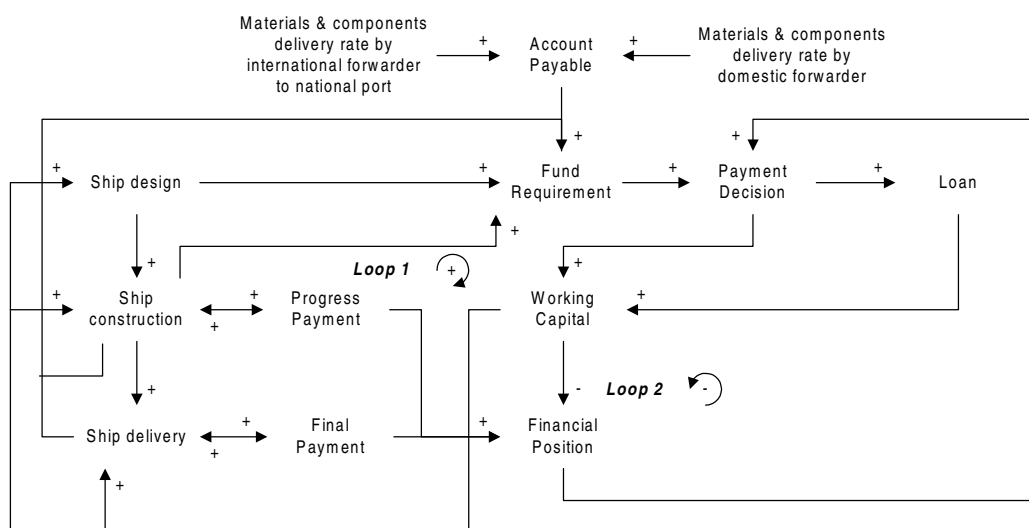 Materials & components
delivery rate by
international forwarder
to national port
+
Account
Payable
+
Materials & components
delivery rate by
domestic forwarder
+
+
+
Ship design
+
Fund
Requirement
+
Payment
Decision
+
Loan
+
+
Loop 1
+
+
+
Ship
construction
+
+
Progress
Payment
Working
Capital
+
+
-
Loop 2
-
Ship delivery
+
+
Final
Payment
+
Financial
Position
+